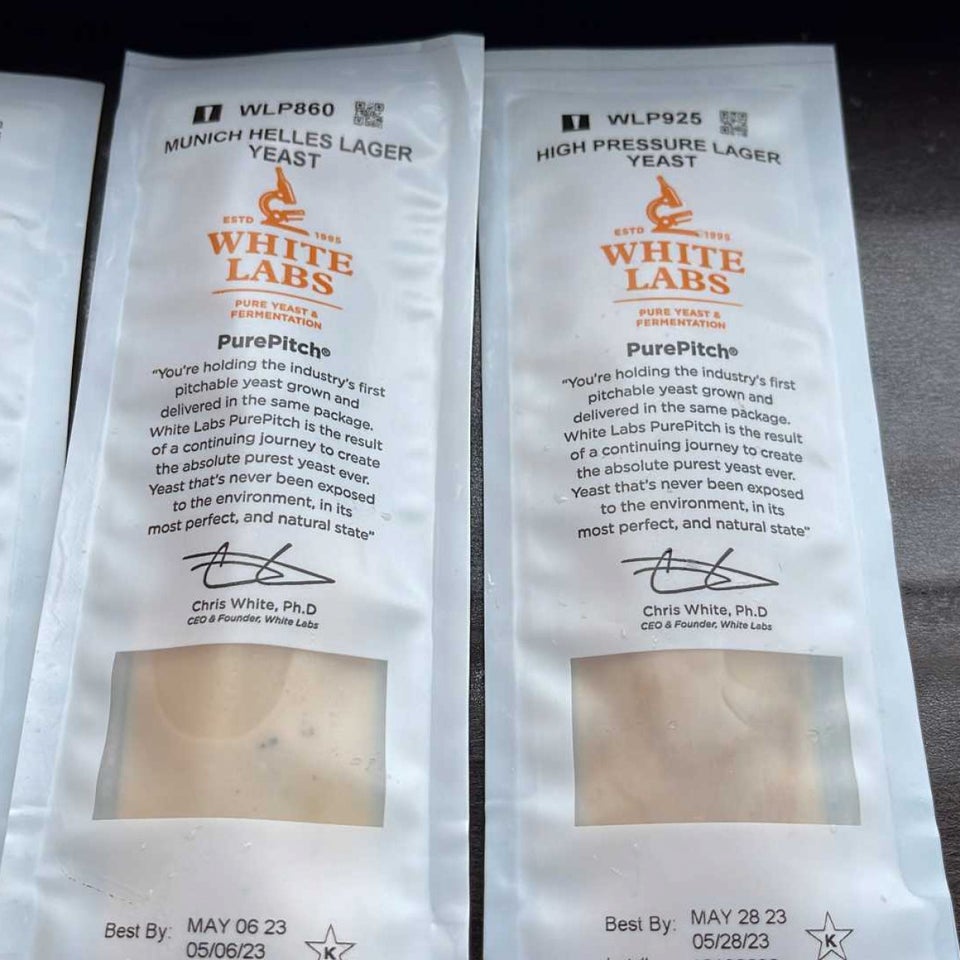 WLP860
MUNICH HELLES LAGER
YEAST
ESTD 1995
WHITE
LABS
PURE YEAST &
FERMENTATION
PurePitch®
"You're holding the industry's first
pitchable yeast grown and
delivered in the same package.
White Labs PurePitch is the result
of a continuing journey to create
the absolute purest yeast ever.
Yeast that's never been exposed
to the environment, in its
most perfect, and natural state"
Chris White, Ph.D
CEO & Founder, White Labs
Best By: MAY 06 23
05/06/23
K
WLP925
HIGH PRESSURE LAGER
YEAST
ESTD 1995
WHITE
LABS
PURE YEAST &
FERMENTATION
PurePitch®
"You're holding the industry's first
pitchable yeast grown and
delivered in the same package.
White Labs PurePitch is the result
of a continuing journey to create
the absolute purest yeast ever.
Yeast that's never been exposed
to the environment, in its
most perfect, and natural state"
Chris White, Ph.D
CEO & Founder, White Labs
Best By: MAY 28 23
05/28/23
K